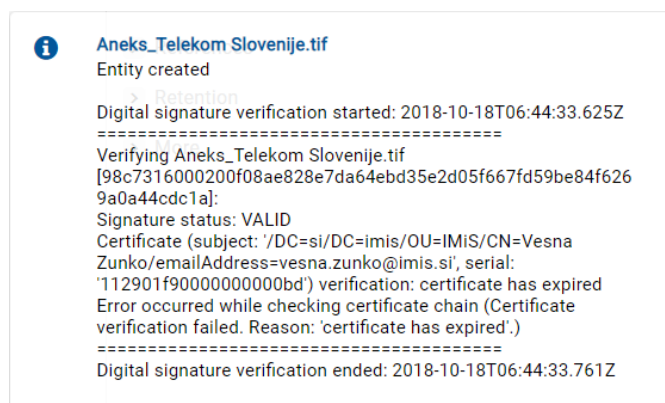 Aneks_Telekom Slovenije.tif
Entity created
Retention
Digital signature verification started: 2018-10-18T06:44:33.625Z
========================================
More
Verifying Aneks_Telekom Slovenije.tif
[98c7316000200f08ae828e7da64ebd35e2d05f667fd59be84f626
9a0a44cdc1a]:
Signature status: VALID
Certificate (subject: '/DC=si/DC=imis/OU=IMiS/CN=Vesna
Zunko/emailAddress=vesna.zunko@imis.si', serial:
'112901f90000000000bd') verification: certificate has expired
Error occurred while checking certificate chain (Certificate
verification failed. Reason: 'certificate has expired'.)
========================================
Digital signature verification ended: 2018-10-18T06:44:33.761Z